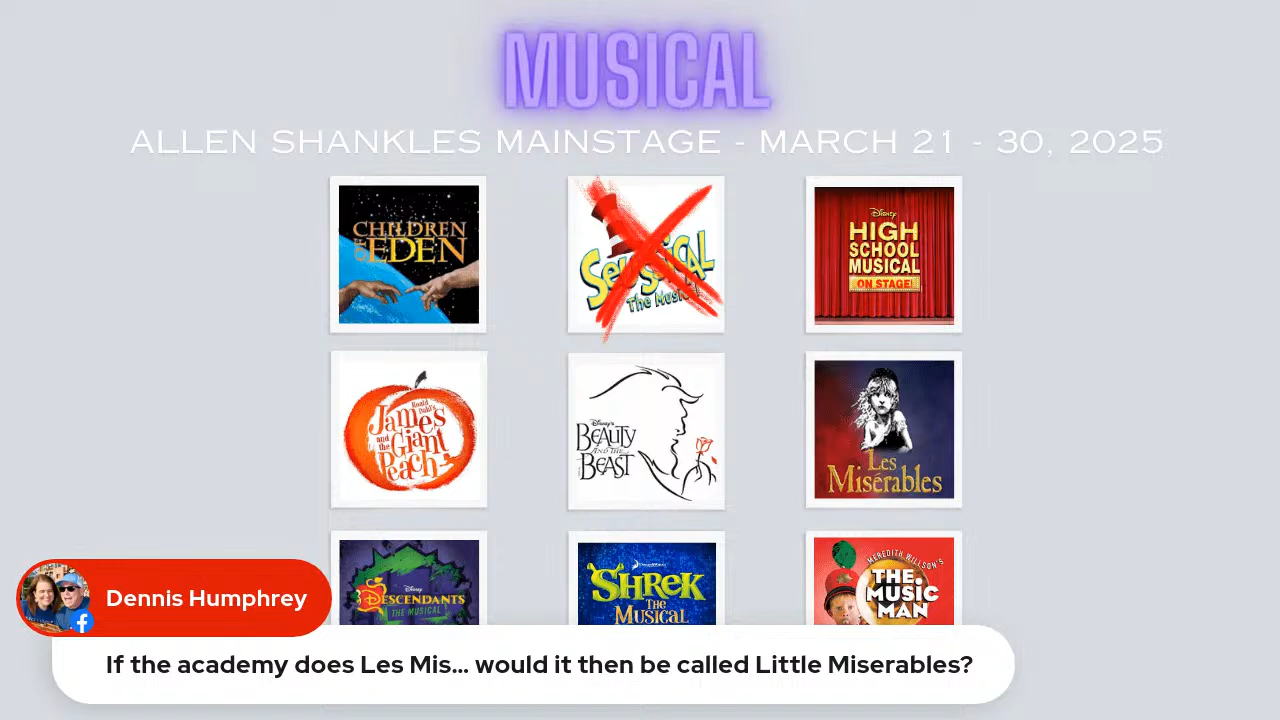 MUSICAL
ALLEN SHANKLES MAINSTAGE - MARCH 21 - 30, 2025
CHILDREN
OF
EDEN
SEUSSICAL
The Musical
Disney
HIGH
SCHOOL
MUSICAL
ON STAGE!
Roald
Dahl's
James
and the
Giant
Peach
Disney's
BEAUTY
AND THE
BEAST
Les
Misérables
Disney
DESCENDANTS
THE MUSICAL
DREAMWORKS
SHREK
THE
MUSICAL
MEREDITH WILLSON'S
THE
MUSIC
MAN
Dennis Humphrey
If the academy does Les Mis... would it then be called Little Miserables?